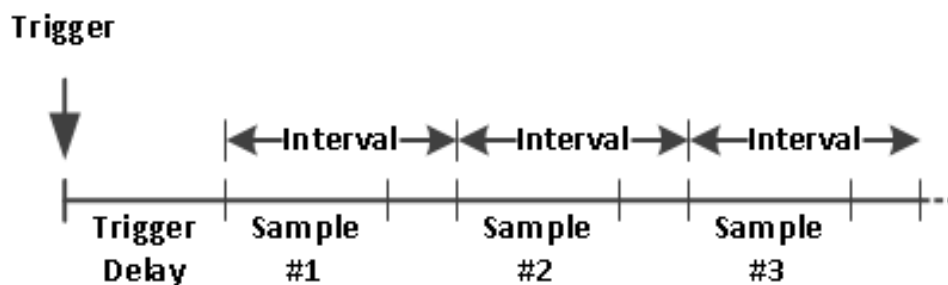 Trigger
Interval Interval Interval
Trigger Sample Sample Sample
Delay #1 #2 #3